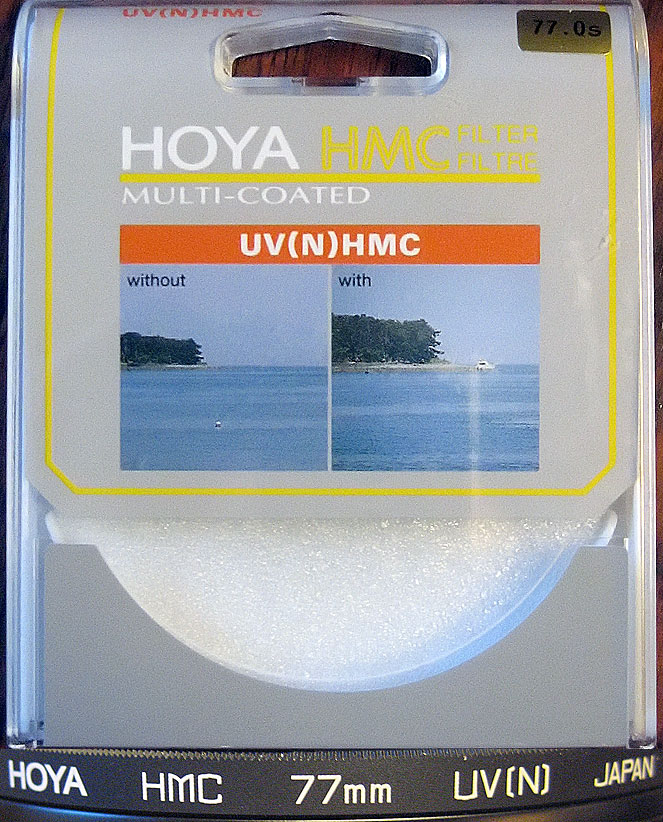 UV(N)HMC
77.0s
HOYA HMC FILTER
FILTRE
MULTI-COATED
UV(N)HMC
without with
HOYA HMC 77mm UV(N) JAPAN